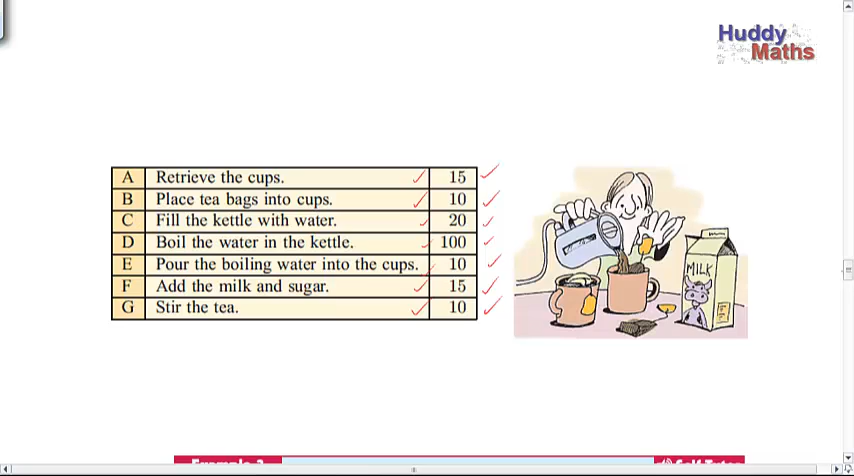 Huddy
Maths
A Retrieve the cups. 15
B Place tea bags into cups. 10
C Fill the kettle with water. 20
D Boil the water in the kettle. 100
E Pour the boiling water into the cups. 10
F Add the milk and sugar. 15
G Stir the tea. 10
MILK